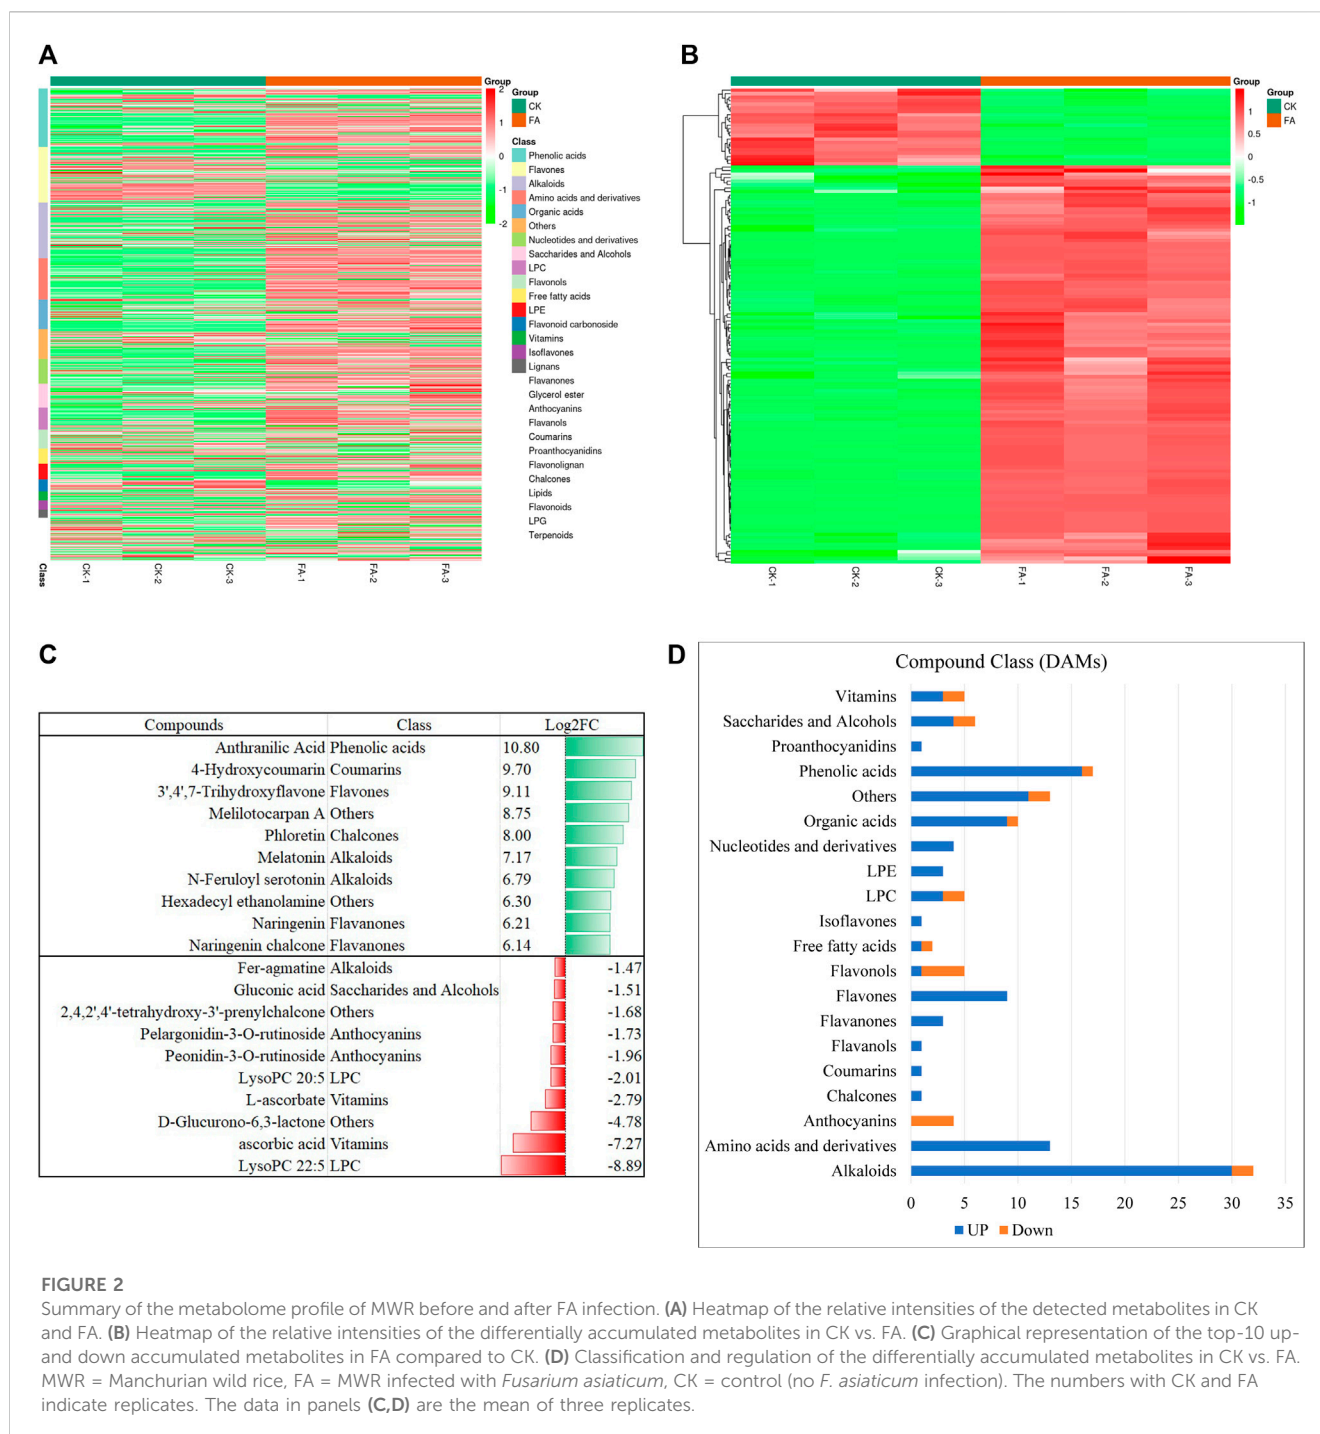 A
Group
2
1
0
-1
-2
Group
CK
FA
Class
Phenolic acids
Flavones
Alkaloids
Amino acids and derivatives
Organic acids
Others
Nucleotides and derivatives
Saccharides and Alcohols
LPC
Flavonols
Free fatty acids
LPE
Flavonoid carbonoside
Vitamins
Isoflavones
Lignans
Flavanones
Glycerol ester
Anthocyanins
Flavanols
Coumarins
Proanthocyanidins
Flavonolignan
Chalcones
Lipids
Flavonoids
LPG
Terpenoids
Class
CK-1
CK-2
CK-3
FA-1
FA-2
FA-3
B
Group
1
0.5
0
-0.5
-1
Group
CK
FA
CK-1
CK-2
CK-3
FA-1
FA-2
FA-3
C
Compounds Class Log2FC
Anthranilic Acid Phenolic acids 10.80
4-Hydroxycoumarin Coumarins 9.70
3',4',7-Trihydroxyflavone Flavones 9.11
Melilotocarpan A Others 8.75
Phloretin Chalcones 8.00
Melatonin Alkaloids 7.17
N-Feruloyl serotonin Alkaloids 6.79
Hexadecyl ethanolamine Others 6.30
Naringenin Flavanones 6.21
Naringenin chalcone Flavanones 6.14
Fer-agmatine Alkaloids -1.47
Gluconic acid Saccharides and Alcohols -1.51
2,4,2',4'-tetrahydroxy-3'-prenylchalcone Others -1.68
Pelargonidin-3-O-rutinoside Anthocyanins -1.73
Peonidin-3-O-rutinoside Anthocyanins -1.96
LysoPC 20:5 LPC -2.01
L-ascorbate Vitamins -2.79
D-Glucurono-6,3-lactone Others -4.78
ascorbic acid Vitamins -7.27
LysoPC 22:5 LPC -8.89
D
Compound Class (DAMs)
Vitamins
Saccharides and Alcohols
Proanthocyanidins
Phenolic acids
Others
Organic acids
Nucleotides and derivatives
LPE
LPC
Isoflavones
Free fatty acids
Flavonols
Flavones
Flavanones
Flavanols
Coumarins
Chalcones
Anthocyanins
Amino acids and derivatives
Alkaloids
0 5 10 15 20 25 30 35
UP Down
FIGURE 2
Summary of the metabolome profile of MWR before and after FA infection. (A) Heatmap of the relative intensities of the detected metabolites in CK
and FA. (B) Heatmap of the relative intensities of the differentially accumulated metabolites in CK vs. FA. (C) Graphical representation of the top-10 up-
and down accumulated metabolites in FA compared to CK. (D) Classification and regulation of the differentially accumulated metabolites in CK vs. FA.
MWR = Manchurian wild rice, FA = MWR infected with Fusarium asiaticum, CK = control (no F. asiaticum infection). The numbers with CK and FA
indicate replicates. The data in panels (C,D) are the mean of three replicates.